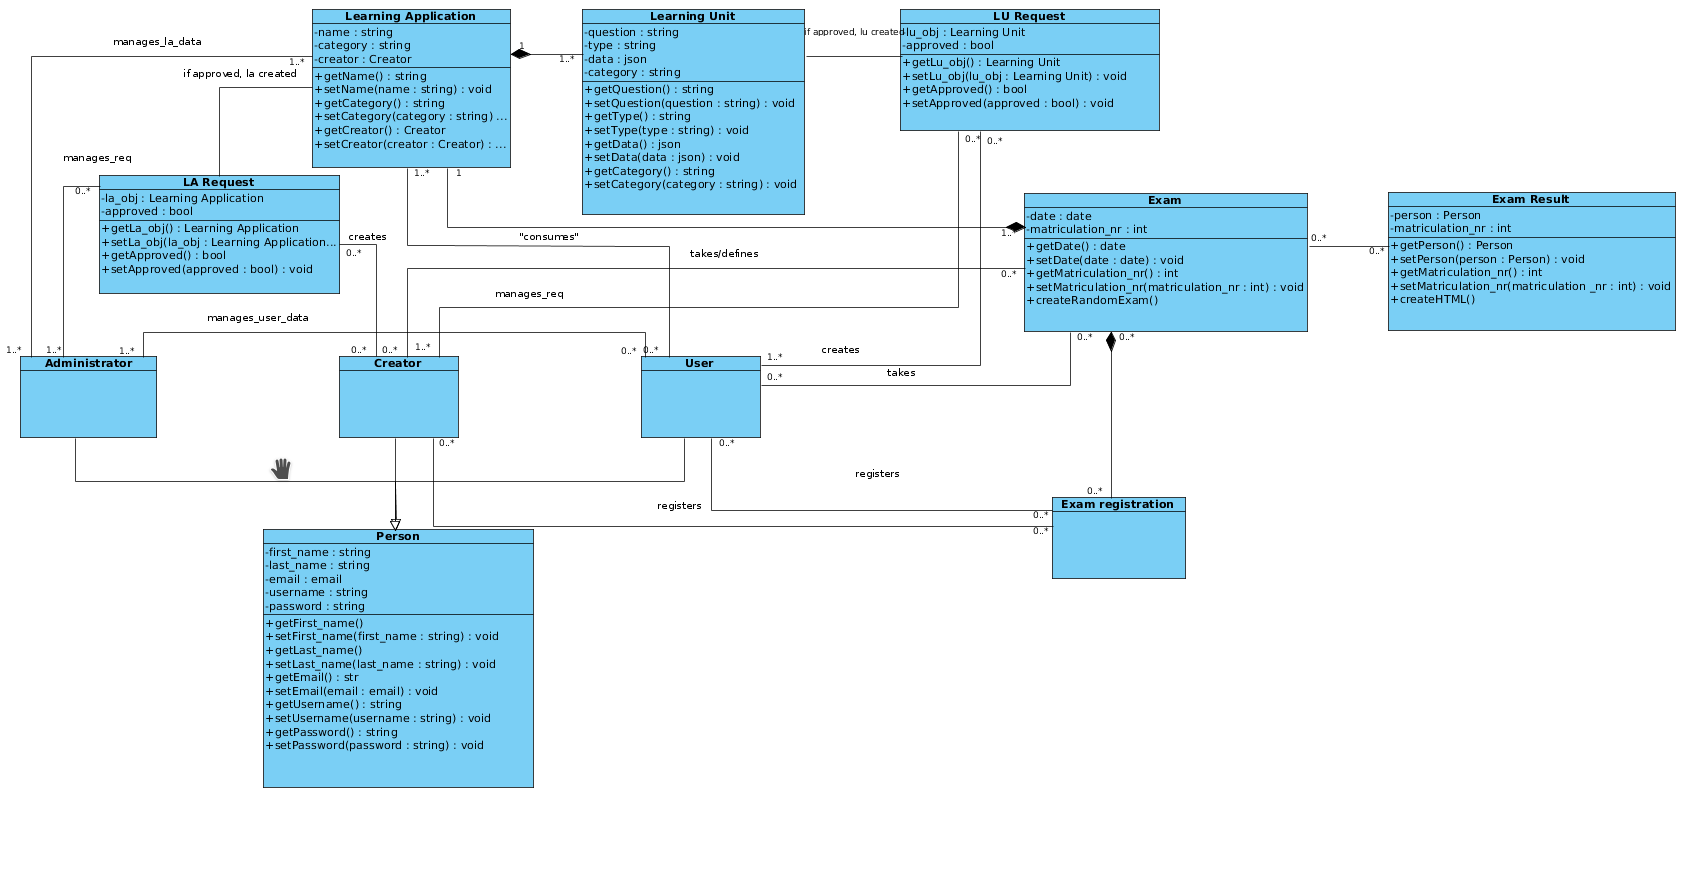 Learning Application
-name : string
-category : string
-creator : Creator
+getName() : string
+setName(name : string) : void
+getCategory() : string
+setCategory(category : string) ...
+getCreator() : Creator
+setCreator(creator : Creator) : ...
Learning Unit
-question : string
-type : string
-data : json
-category : string
+getQuestion() : string
+setQuestion(question : string) : void
+getType() : string
+setType(type : string) : void
+getData() : json
+setData(data : json) : void
+getCategory() : string
+setCategory(category : string) : void
LU Request
-lu_obj : Learning Unit
-approved : bool
+getLu_obj() : Learning Unit
+setLu_obj(lu_obj : Learning Unit) : void
+getApproved() : bool
+setApproved(approved : bool) : void
manages_la_data
1..*
if approved, la created
1
1..*
if approved, lu created
manages_req
0..*
LA Request
-la_obj : Learning Application
-approved : bool
+getLa_obj() : Learning Application
+setLa_obj(la_obj : Learning Application...
+getApproved() : bool
+setApproved(approved : bool) : void
creates
0..*
1..*
1
"consumes"
takes/defines
0..*
0..*
Exam
-date : date
-matriculation_nr : int
+getDate() : date
+setDate(date : date) : void
+getMatriculation_nr() : int
+setMatriculation_nr(matriculation_nr : int) : void
+createRandomExam()
1..*
0..*
0..*
0..*
Exam Result
-person : Person
-matriculation_nr : int
+getPerson() : Person
+setPerson(person : Person) : void
+getMatriculation_nr() : int
+setMatriculation_nr(matriculation _nr : int) : void
+createHTML()
manages_req
manages_user_data
1..*
1..*
1..*
0..*
0..*
1..*
0..*
0..*
creates
1..*
takes
0..*
0..*
0..*
Administrator
Creator
User
0..*
0..*
registers
registers
0..*
0..*
0..*
Exam registration
Person
-first_name : string
-last_name : string
-email : email
-username : string
-password : string
+getFirst_name()
+setFirst_name(first_name : string) : void
+getLast_name()
+setLast_name(last_name : string) : void
+getEmail() : str
+setEmail(email : email) : void
+getUsername() : string
+setUsername(username : string) : void
+getPassword() : string
+setPassword(password : string) : void